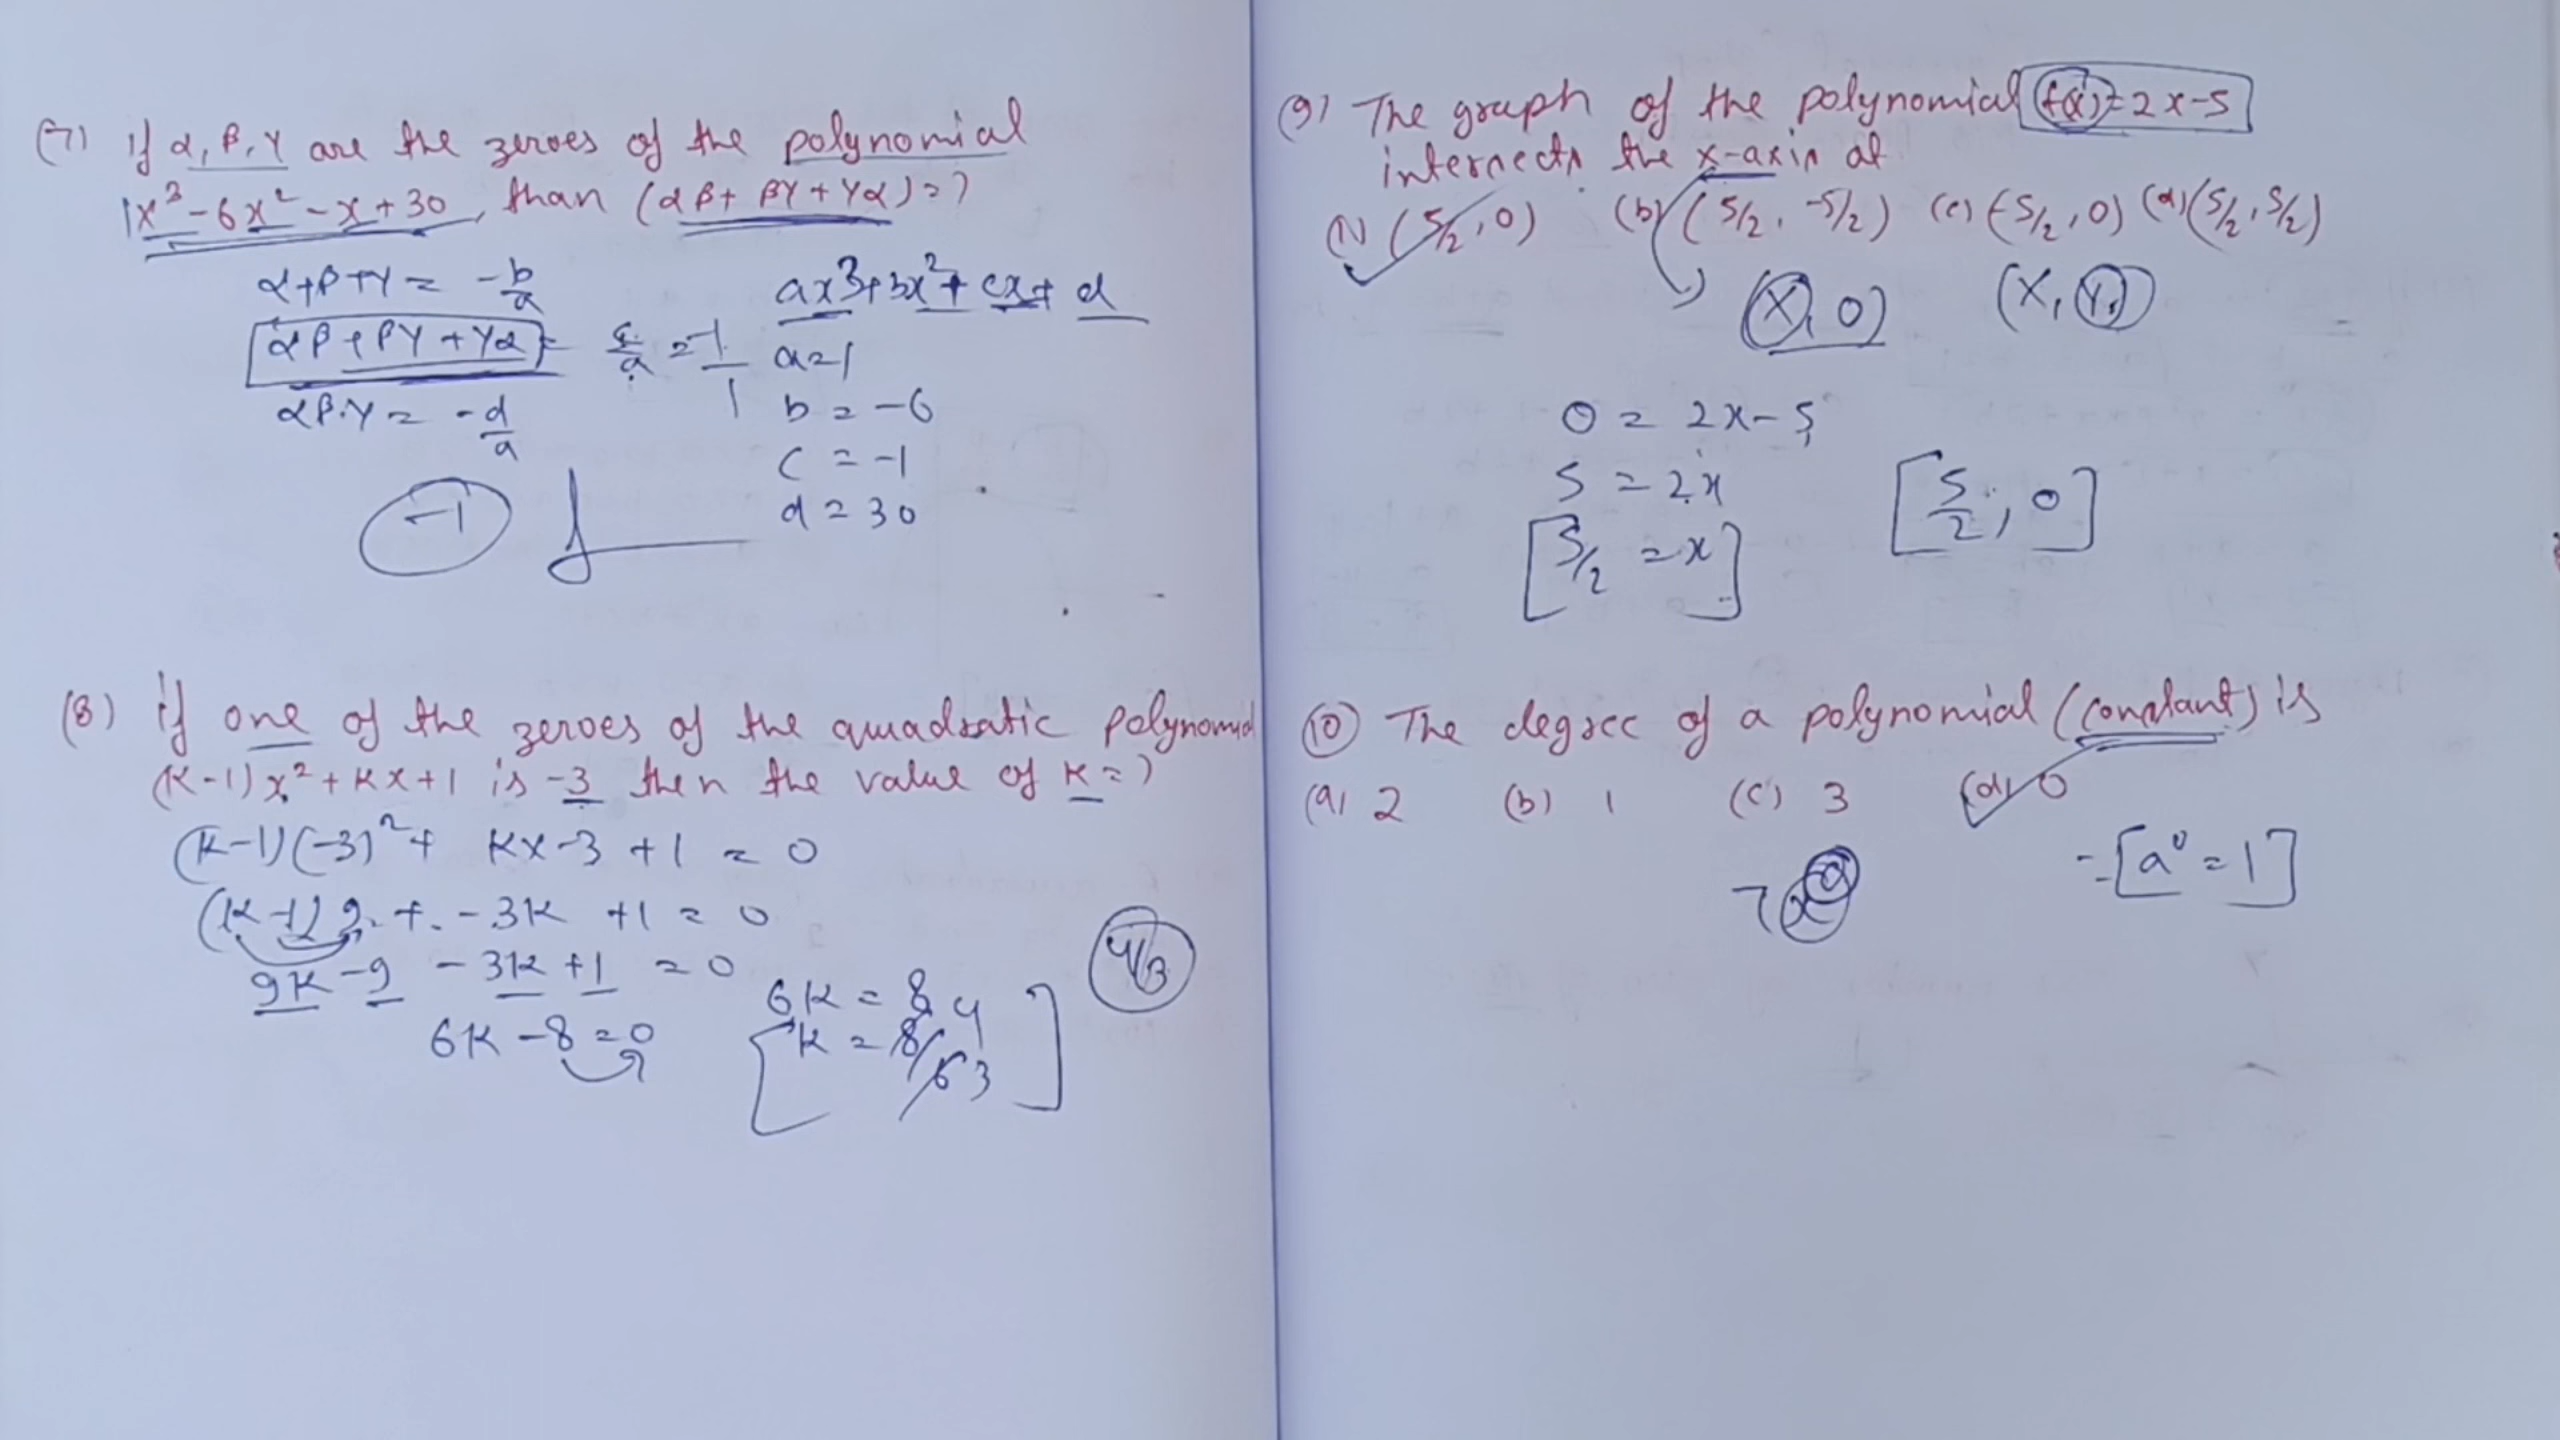 (7) If α, β, γ are the zeroes of the polynomial
1x³-6x²-x+30, than (αβ+βγ+γα)=?
α+β+γ = -b/a
αβ+βγ+γα = c/a = -1/1
αβ.γ = -d/a
-1
ax³+bx²+cx+d
a=1
b = -6
c = -1
d = 30
(8) If one of the zeroes of the quadratic polynomial
(K-1)x²+Kx+1 is -3 then the value of K=?
(K-1)(-3)²+ K×-3 +1 = 0
(K-1)9 + -3K +1 = 0
9K-9 -3K+1 = 0
6K-8=0
6K = 8
K = 8/6 4 3
4/3
(9) The graph of the polynomial f(x)=2x-5
intersects the x-axis at
(5/2, 0) (b) (5/2, -5/2) (c) (-5/2, 0) (d) (5/2, 5/2)
(X, 0) (X, Y)
0 = 2x-5
5 = 2x
5/2 = x
[5/2, 0]
(10) The degree of a polynomial (constant) is
(a) 2 (b) 1 (c) 3 (d) 0
7x⁰
= [a⁰ = 1]